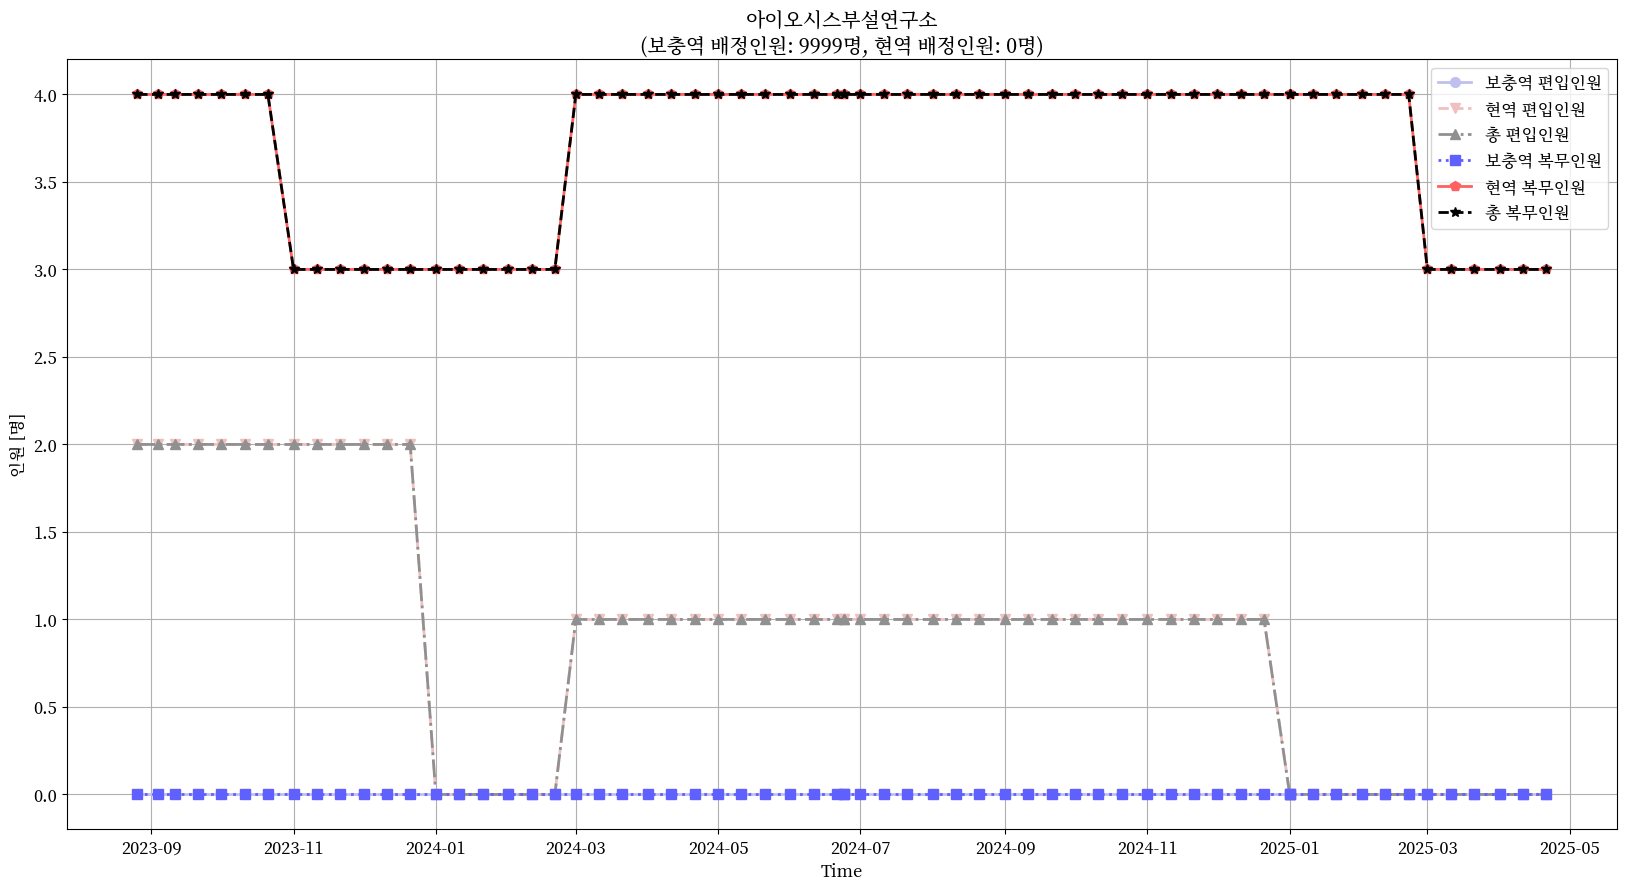 아이오시스부설연구소
(보충역 배정인원: 9999명, 현역 배정인원: 0명)
4.0
3.5
3.0
2.5
2.0
1.5
1.0
0.5
0.0
인원 [명]
보충역 편입인원
현역 편입인원
총 편입인원
보충역 복무인원
현역 복무인원
총 복무인원
2023-09 2023-11 2024-01 2024-03 2024-05 2024-07 2024-09 2024-11 2025-01 2025-03 2025-05
Time